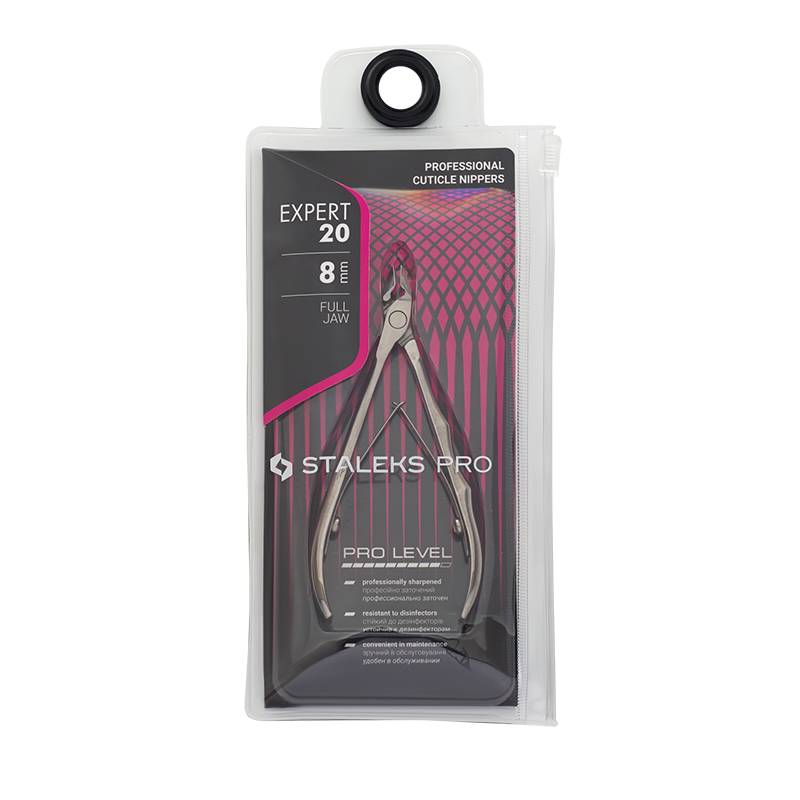 PROFESSIONAL
CUTICLE NIPPERS
EXPERT
20
8 mm
FULL
JAW
STALEKS PRO
LEKS
PRO LEVEL
professionally sharpened
професійно заточений
профессионально заточен
resistant to disinfectors
стійкий до дезинфекторів
устойчив к дезинфекторам
convenient in maintenance
зручний в обслуговуванні
удобен в обслуживании